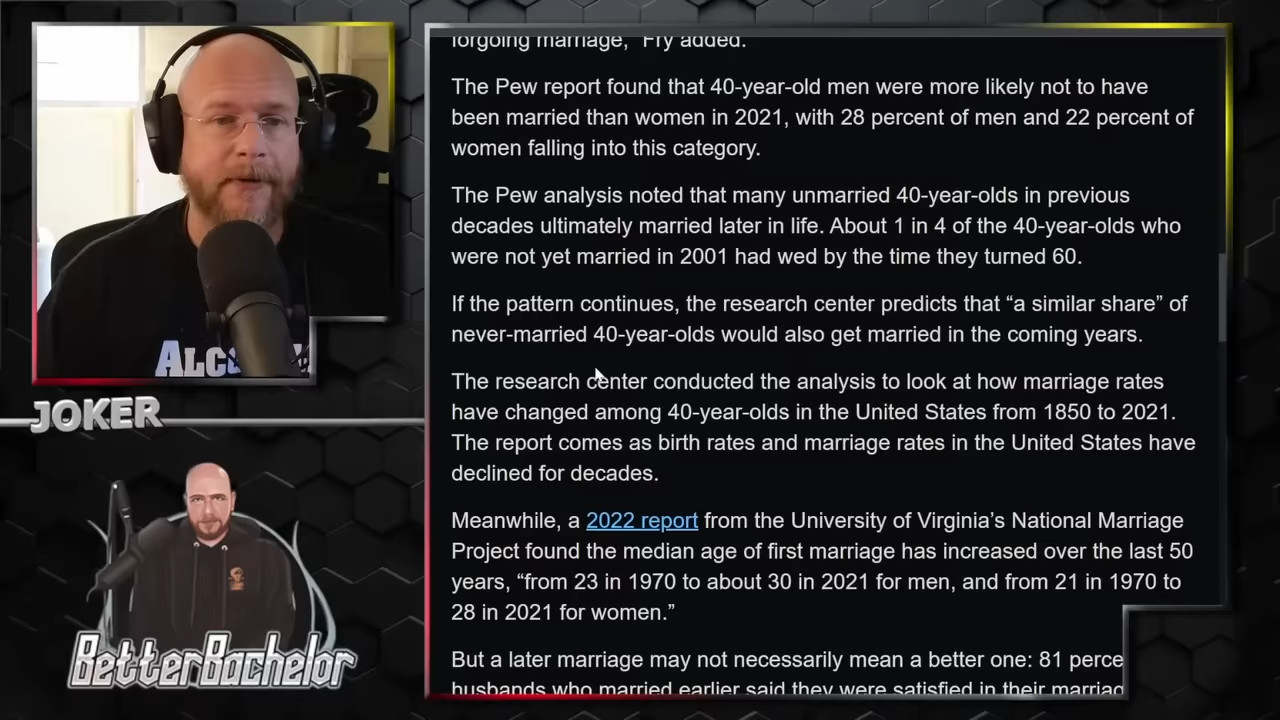 forgoing marriage," Fry added.
The Pew report found that 40-year-old men were more likely not to have
been married than women in 2021, with 28 percent of men and 22 percent of
women falling into this category.
The Pew analysis noted that many unmarried 40-year-olds in previous
decades ultimately married later in life. About 1 in 4 of the 40-year-olds who
were not yet married in 2001 had wed by the time they turned 60.
If the pattern continues, the research center predicts that “a similar share” of
never-married 40-year-olds would also get married in the coming years.
The research center conducted the analysis to look at how marriage rates
have changed among 40-year-olds in the United States from 1850 to 2021.
The report comes as birth rates and marriage rates in the United States have
declined for decades.
Meanwhile, a 2022 report from the University of Virginia’s National Marriage
Project found the median age of first marriage has increased over the last 50
years, “from 23 in 1970 to about 30 in 2021 for men, and from 21 in 1970 to
28 in 2021 for women.”
But a later marriage may not necessarily mean a better one: 81 perce
husbands who married earlier said they were satisfied in their marriag
JOKER
BetterBachelor